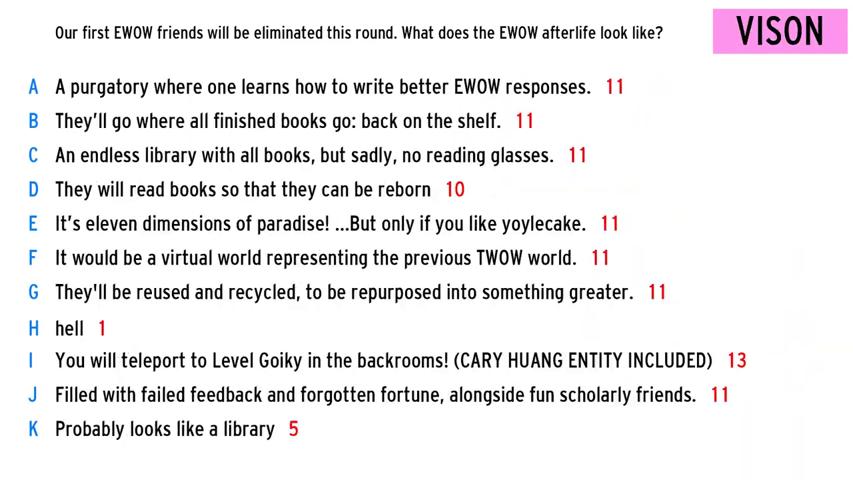 Our first EWOW friends will be eliminated this round. What does the EWOW afterlife look like?
VISON
A A purgatory where one learns how to write better EWOW responses. 11
B They'll go where all finished books go: back on the shelf. 11
C An endless library with all books, but sadly, no reading glasses. 11
D They will read books so that they can be reborn 10
E It's eleven dimensions of paradise! ...But only if you like yoylecake. 11
F It would be a virtual world representing the previous TWOW world. 11
G They'll be reused and recycled, to be repurposed into something greater. 11
H hell 1
I You will teleport to Level Goiky in the backrooms! (CARY HUANG ENTITY INCLUDED) 13
J Filled with failed feedback and forgotten fortune, alongside fun scholarly friends. 11
K Probably looks like a library 5